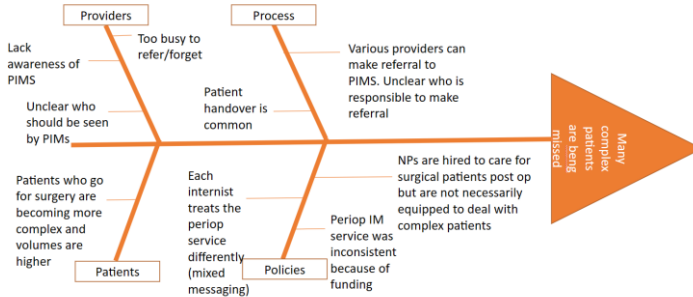 Providers
Process
Lack
awareness of
PIMS
Too busy to
refer/forget
Unclear who
should be seen
by PIMs
Patient
handover is
common
Various providers can
make referral to
PIMS. Unclear who is
responsible to make
referral
Many
complex
patients
are beng
missed
Patients who go
for surgery are
becoming more
complex and
volumes are
higher
Patients
Each
internist
treats the
periop
service
differently
(mixed
messaging)
Policies
Periop IM
service was
inconsistent
because of
funding
NPs are hired to care for
surgical patients post op
but are not necessarily
equipped to deal with
complex patients